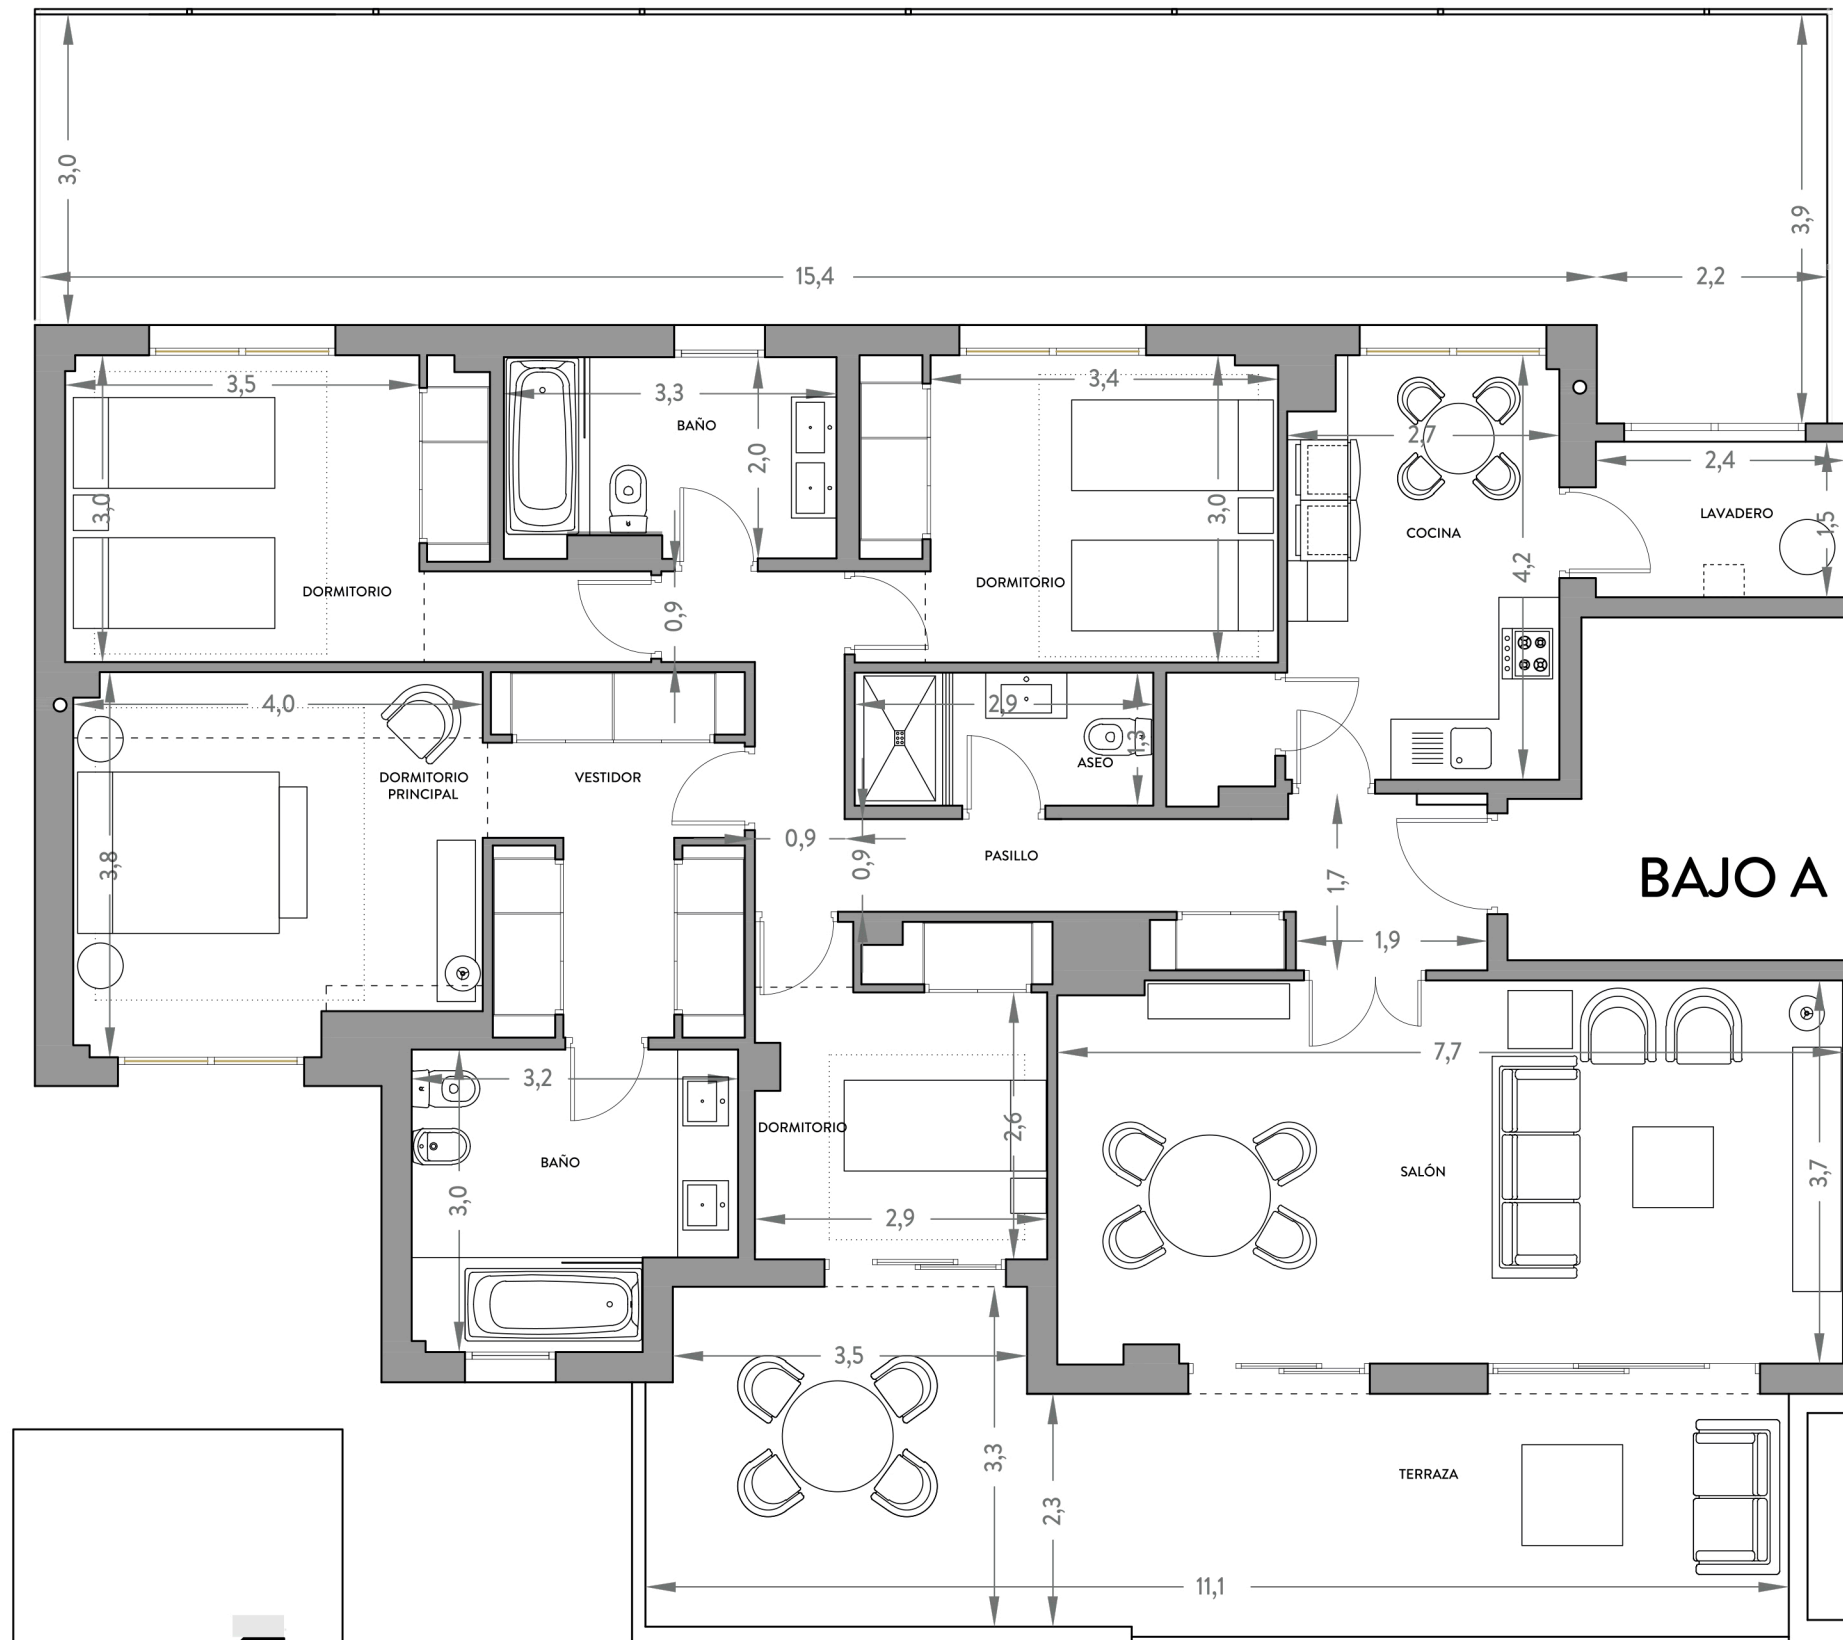 3,0
3,9
15,4
2,2
3,5
3,3
3,4
BAÑO
2,7
2,0
2,4
3,0
3,0
COCINA
LAVADERO
1,5
4,2
DORMITORIO
DORMITORIO
0,9
4,0
2,9
1,3
ASEO
DORMITORIO
PRINCIPAL
VESTIDOR
3,8
0,9
0,9
PASILLO
1,7
BAJO A
1,9
7,7
3,2
2,6
DORMITORIO
BAÑO
SALÓN
3,7
3,0
2,9
3,5
3,3
TERRAZA
2,3
11,1